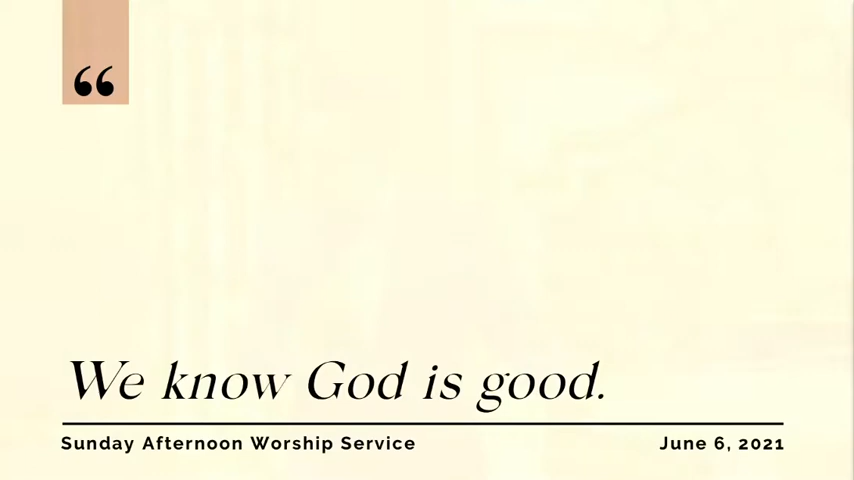 “
We know God is good.
Sunday Afternoon Worship Service
June 6, 2021